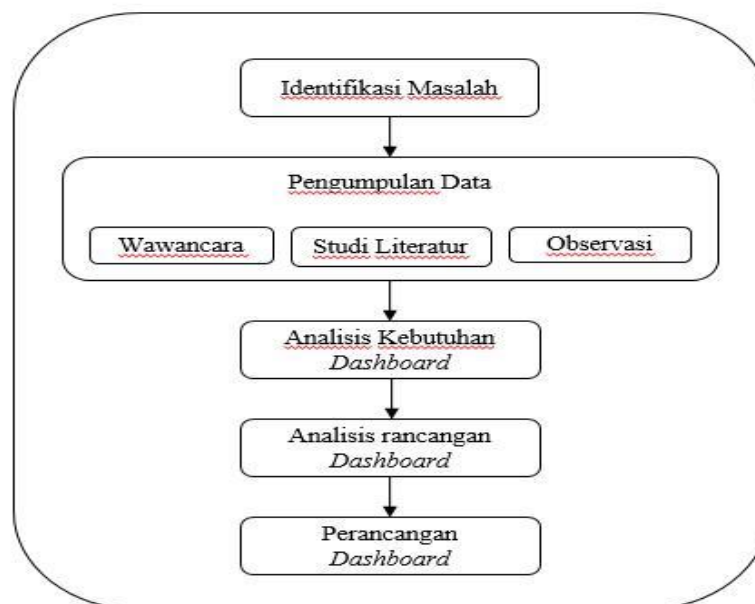 Identifikasi Masalah
Pengumpulan Data
Wawancara
Studi Literatur
Observasi
Analisis Kebutuhan
Dashboard
Analisis rancangan
Dashboard
Perancangan
Dashboard